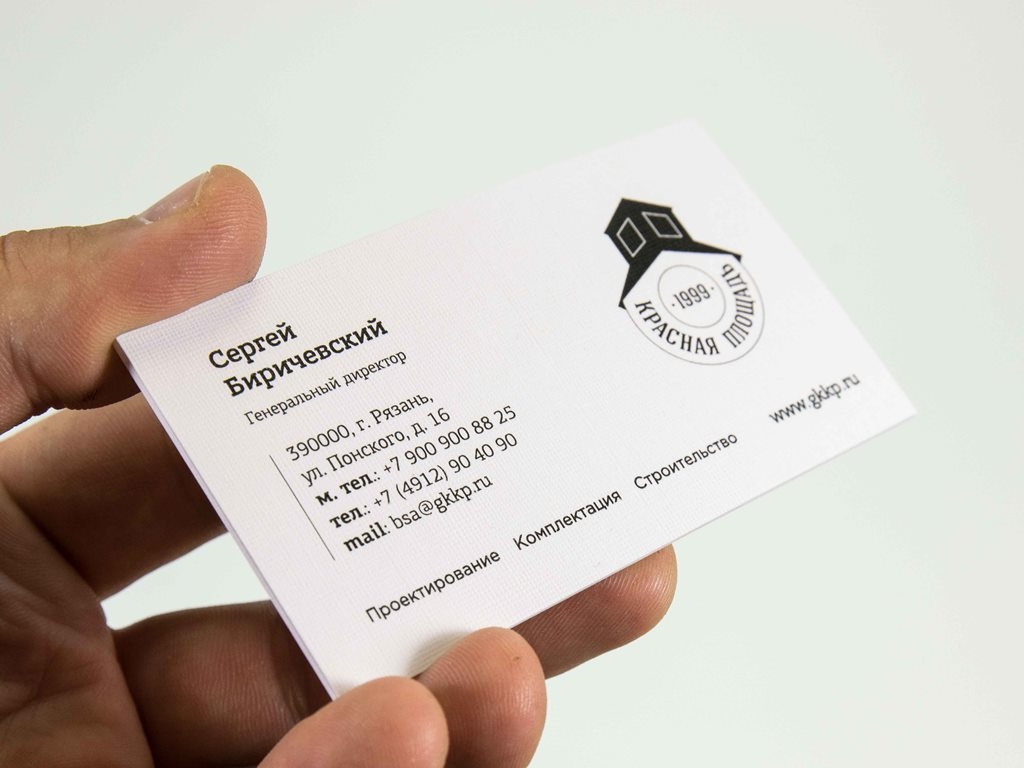 Сергей
Биричевский
Генеральный директор
390000, г. Рязань,
ул. Понского, д. 16
м. тел.: +7 900 900 88 25
тел.: +7 (4912) 90 40 90
mail: bsa@gkkp.ru
Проектирование Комплектация Строительство
·1999·
КРАСНАЯ ПЛОЩАДЬ
www.gkkp.ru